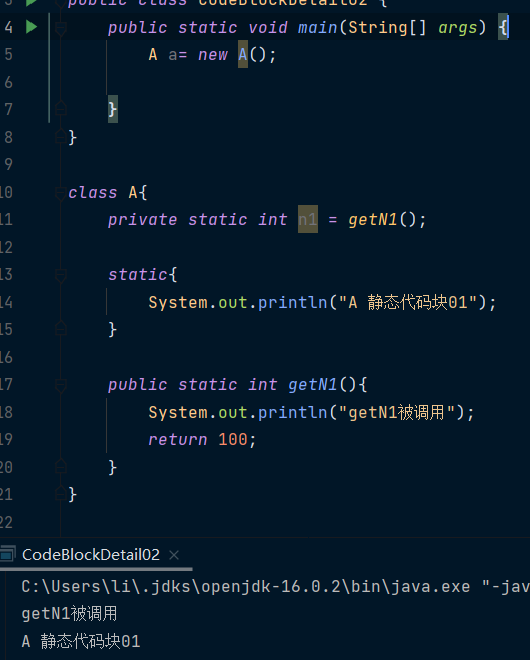 3 public class CodeBlockDetail02 {
4 public static void main(String[] args) {
5 A a= new A();
6
7 }
8 }
9
10 class A{
11 private static int n1 = getN1();
12
13 static{
14 System.out.println("A 静态代码块01");
15 }
16
17 public static int getN1(){
18 System.out.println("getN1被调用");
19 return 100;
20 }
21 }
22
CodeBlockDetail02 ×
C:\Users\li\.jdks\openjdk-16.0.2\bin\java.exe "-jav
getN1被调用
A 静态代码块01